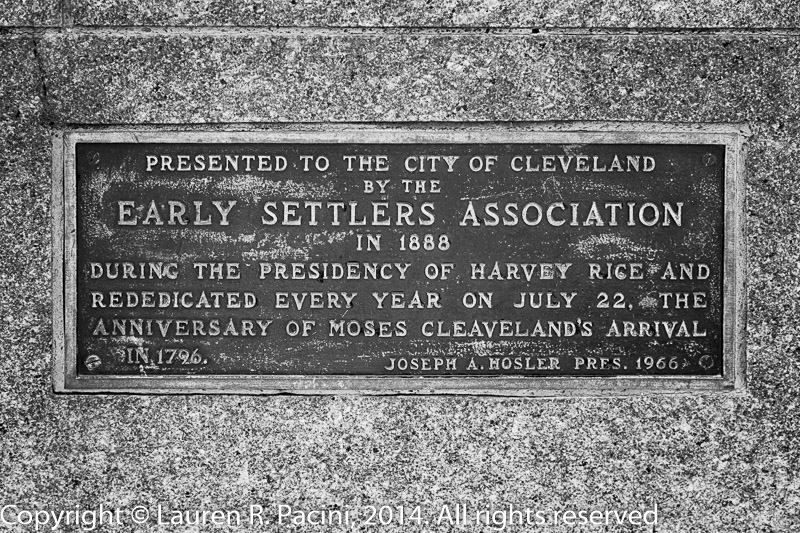 PRESENTED TO THE CITY OF CLEVELAND
BY THE
EARLY SETTLERS ASSOCIATION
IN 1888
DURING THE PRESIDENCY OF HARVEY RICE AND
REDEDICATED EVERY YEAR ON JULY 22, THE
ANNIVERSARY OF MOSES CLEAVELAND'S ARRIVAL
IN 1796.
JOSEPH A. MOSLER PRES. 1966
Copyright © Lauren R. Pacini, 2014. All rights reserved